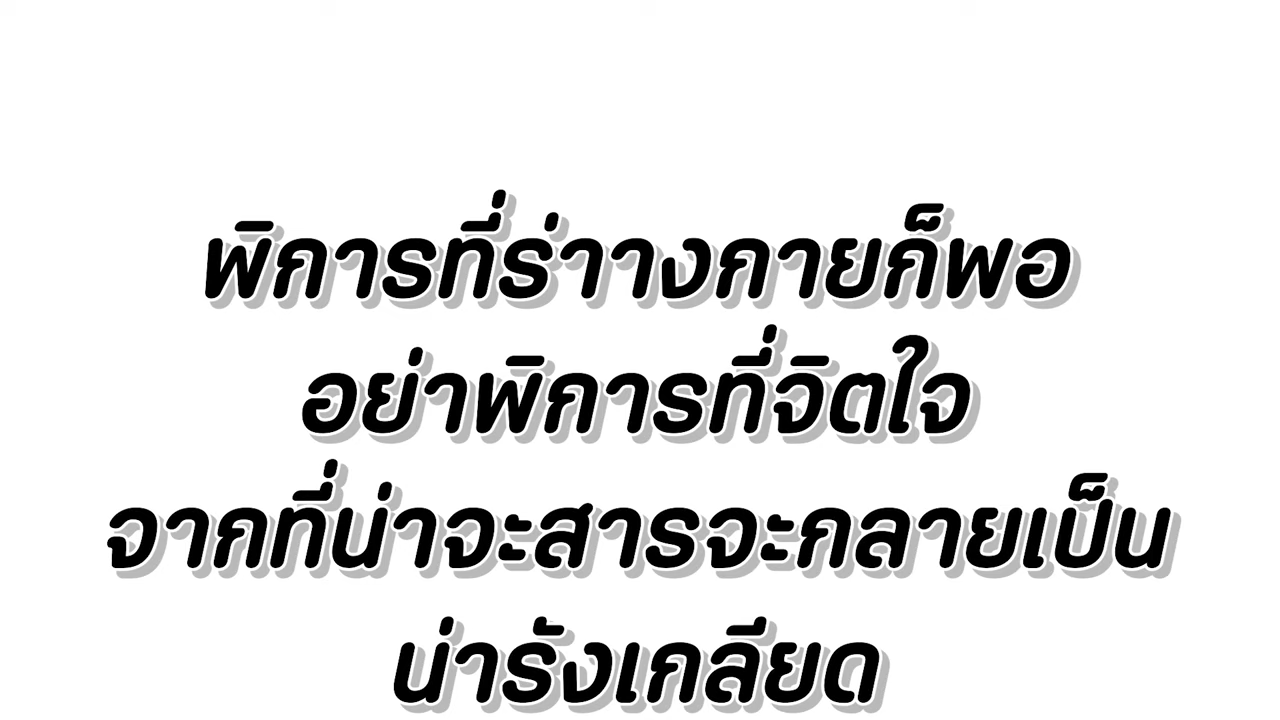 พิการที่ร่าางกายก็พอ
อย่าพิการที่จิตใจ
จากที่น่าจะสารจะกลายเป็น
น่ารังเกลียด